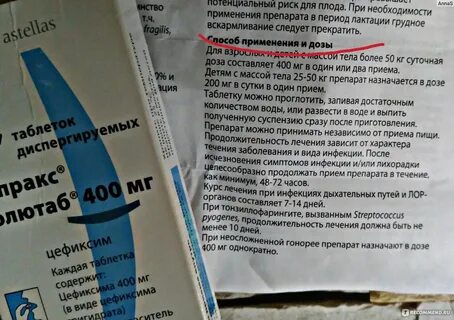 AnnaS
astellas
7 таблеток
диспергируемых
пракс®
олютаб® 400 мг
цефиксим
Каждая таблетка
содержит:
Цефиксима 400 мг
(в виде цефиксима
т.ч.
fragilis,
потенциальный риск для плода. При необходимости
применения препарата в период лактации грудное
вскармливание следует прекратить.
Способ применения и дозы
Для взрослых и детей с массой тела более 50 кг суточная
доза составляет 400 мг в один или два приема.
Детям с массой тела 25-50 кг препарат назначается в дозе
200 мг в сутки в один прием.
Таблетку можно проглотить, запивая достаточным
количеством воды, или развести в воде и выпить
полученную суспензию сразу после приготовления.
Препарат можно принимать независимо от приема пищи.
Продолжительность лечения зависит от характера
течения заболевания и вида инфекции. После
исчезновения симптомов инфекции и/или лихорадки
целесообразно продолжать прием препарата в течение,
как минимум, 48-72 часов.
Курс лечения при инфекциях дыхательных путей и ЛОР-
органов составляет 7-14 дней.
При тонзиллофарингите, вызванным Streptococcus
pyogenes, продолжительность лечения должна быть не
менее 10 дней.
При неосложненной гонорее препарат назначают в дозе
400 мг однократно.
IRECOMMEND.RU